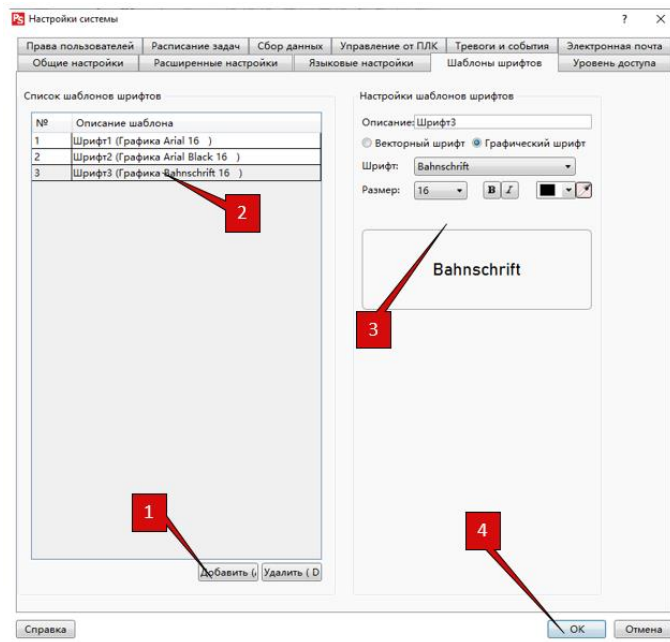 PS Настройки системы ? ×
Права пользователей Расписание задач Сбор данных Управление от ПЛК Тревоги и события Электронная почта
Общие настройки Расширенные настройки Языковые настройки Шаблоны шрифтов Уровень доступа
Список шаблонов шрифтов
№ Описание шаблона
1 Шрифт1 (Графика Arial 16 )
2 Шрифт2 (Графика Arial Black 16 )
3 Шрифт3 (Графика Bahnschrift 16 )
2
1
Добавить ( Удалить ( D
Настройки шаблонов шрифтов
Описание: Шрифт3
Векторный шрифт Графический шрифт
Шрифт: Bahnschrift
Размер: 16 B I
Bahnschrift
3
4
Справка OK Отмена